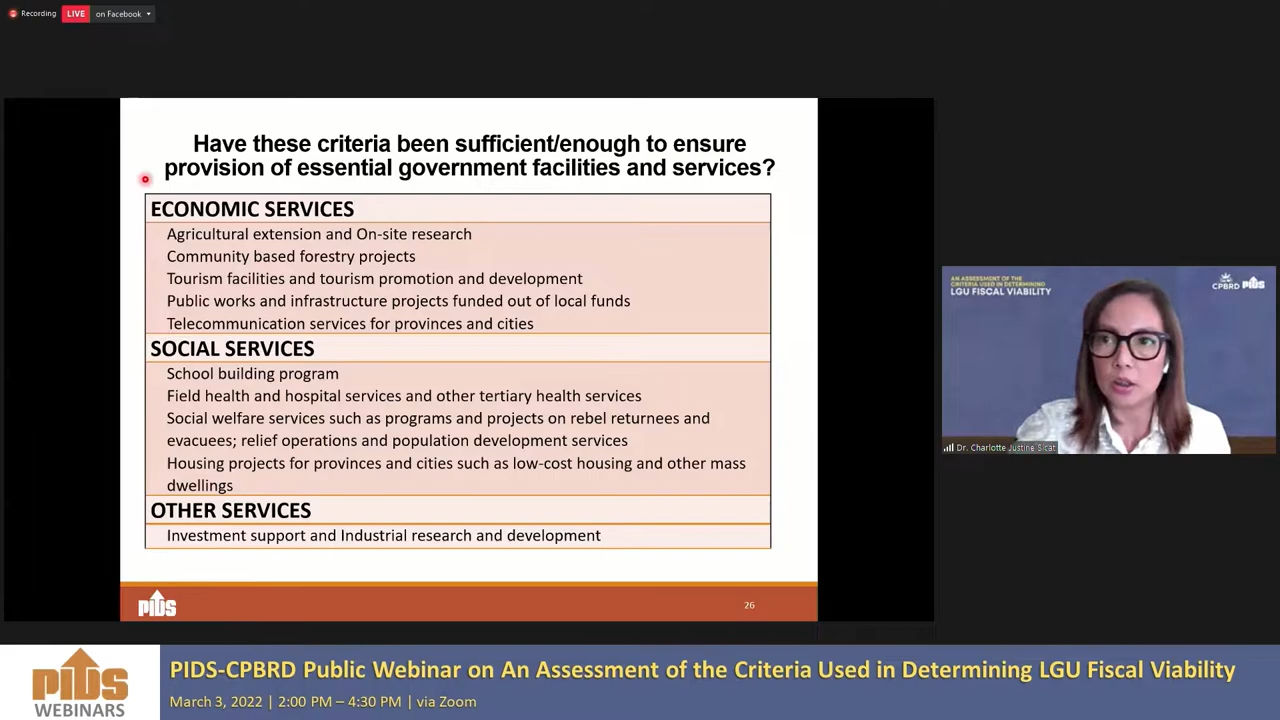 Recording
LIVE
on Facebook
Have these criteria been sufficient/enough to ensure
provision of essential government facilities and services?
ECONOMIC SERVICES
Agricultural extension and On-site research
Community based forestry projects
Tourism facilities and tourism promotion and development
Public works and infrastructure projects funded out of local funds
Telecommunication services for provinces and cities
SOCIAL SERVICES
School building program
Field health and hospital services and other tertiary health services
Social welfare services such as programs and projects on rebel returnees and
evacuees; relief operations and population development services
Housing projects for provinces and cities such as low-cost housing and other mass
dwellings
OTHER SERVICES
Investment support and Industrial research and development
PIDS
26
AN ASSESSMENT OF THE
CRITERIA USED IN DETERMINING
LGU FISCAL VIABILITY
CPBRD PIDS
Dr. Charlotte Justine Sicat
PIDS
WEBINARS
PIDS-CPBRD Public Webinar on An Assessment of the Criteria Used in Determining LGU Fiscal Viability
March 3, 2022 | 2:00 PM – 4:30 PM | via Zoom